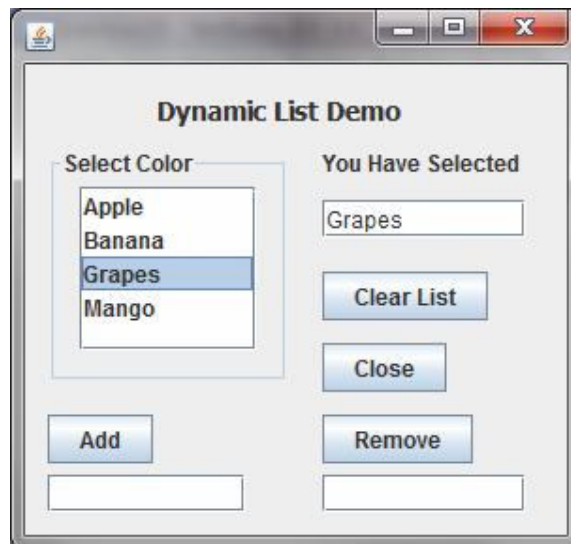 Dynamic List Demo
Select Color
You Have Selected
Apple
Banana
Grapes
Mango
Grapes
Clear List
Close
Add
Remove